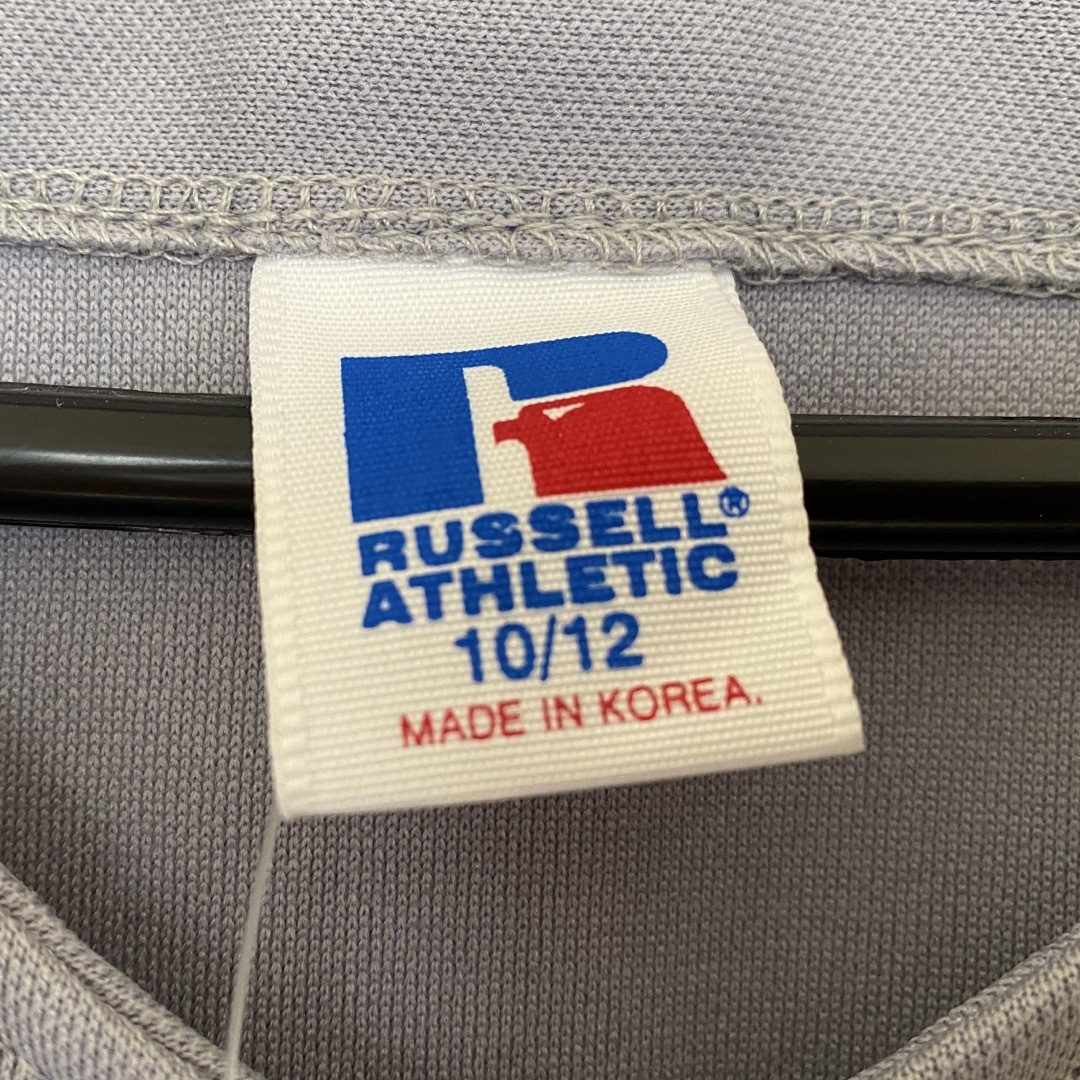 RUSSELL®
ATHLETIC
10/12
MADE IN KOREA.